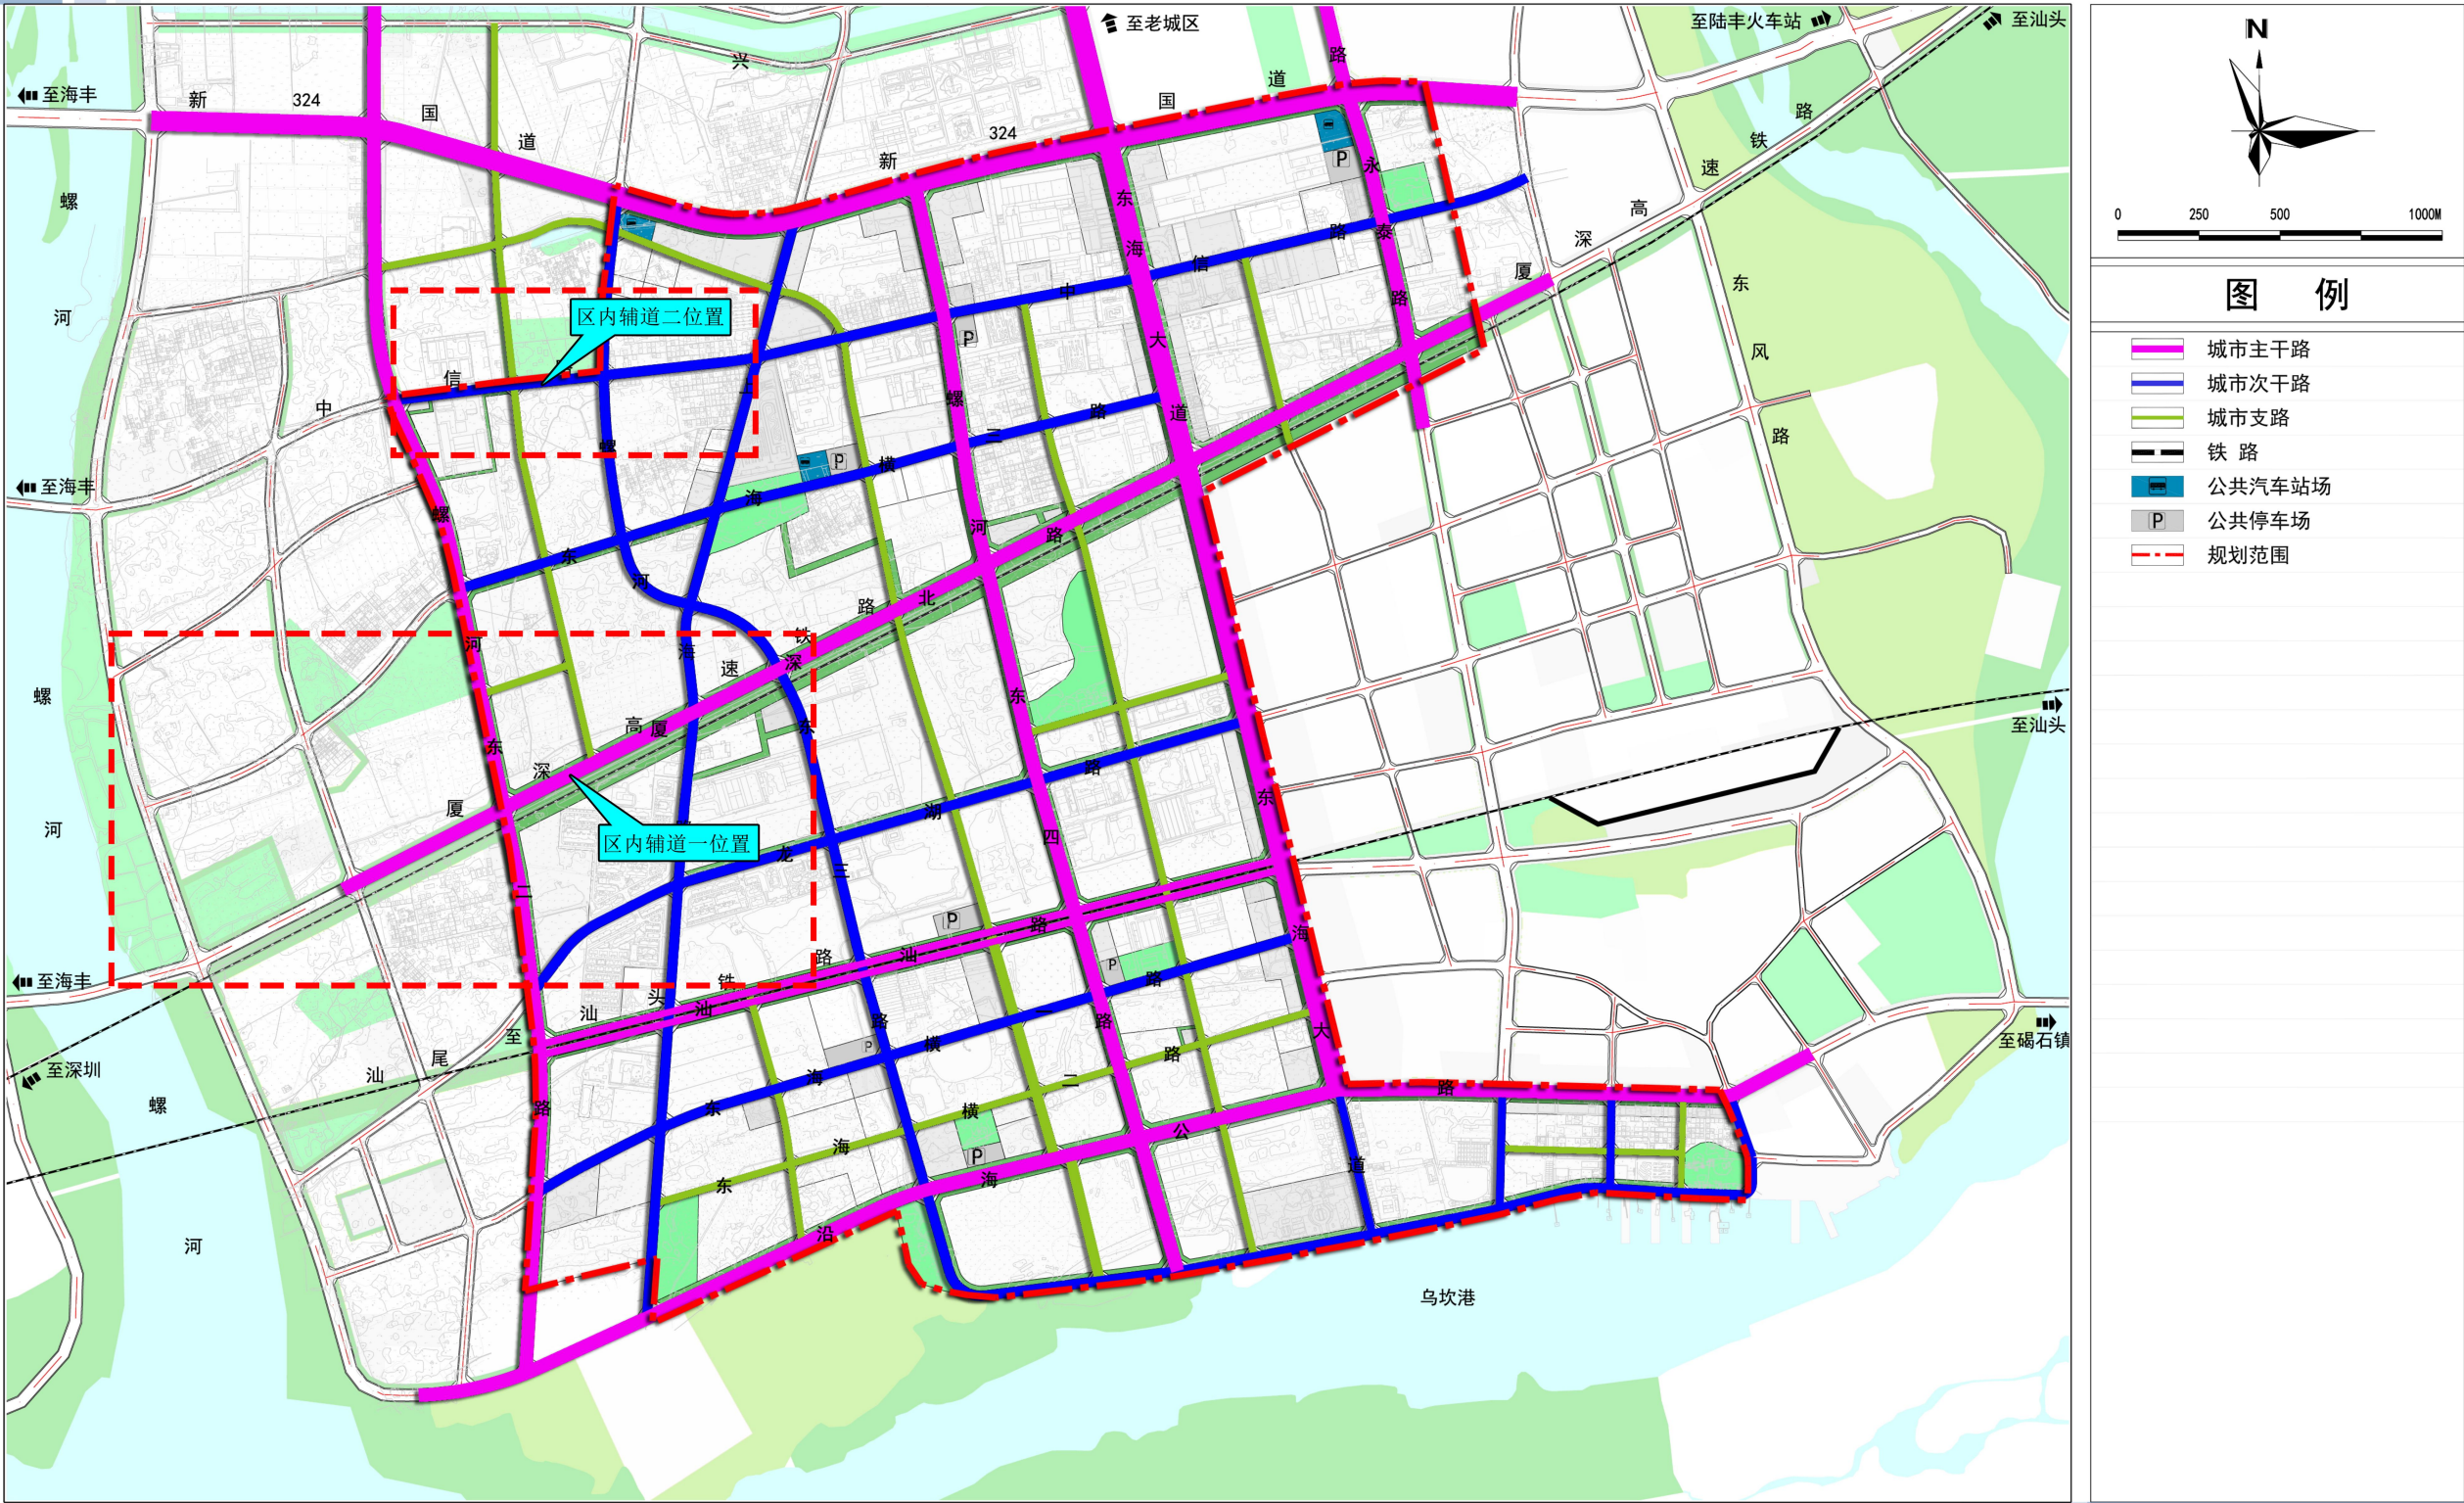 至老城区
至陆丰火车站
至汕头
兴
路
道
国
324
新
新
324
国
道
至海丰
螺
河
永
泰
路
东
海
大
道
东
海
大
道
中
信
路
中
信
厦
深
高
速
铁
路
东
风
路
区内辅道二位置
上
海
螺
河
东
四
路
东
海
横
三
路
至海丰
螺
河
东
二
路
螺
河
东
三
路
厦
深
高
速
铁
路
厦
深
北
路
区内辅道一位置
龙
湖
路
螺
河
至海丰
至深圳
汕
尾
至
汕
头
铁
路
汕
汕
路
东
海
横
一
路
东
海
横
二
路
沿
海
公
路
螺
河
至汕头
至碣石镇
乌坎港
N
0 250 500 1000M
图 例
城市主干路
城市次干路
城市支路
铁 路
公共汽车站场
P 公共停车场
规划范围
P
P
P
P
P
P
P